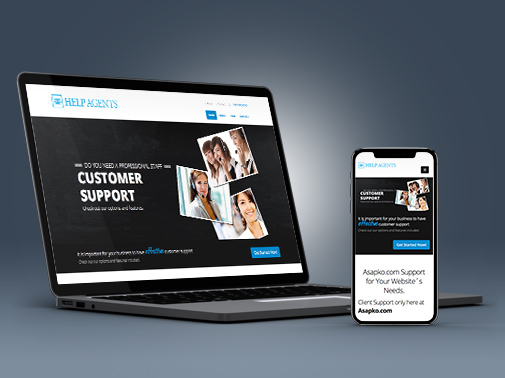 HELP AGENTS
DO YOU NEED A PROFESSIONAL STAFF
CUSTOMER
SUPPORT
Check out our options and features.
It is important for your business to have effective customer support
Check out our options and features included.
Get Started Now!
HELP AGENTS
CUSTOMER
SUPPORT
It is important for your business to have
effective customer support
Get Started Now!
Asapko.com Support
for Your Website´s
Needs.
Client Support only here at
Asapko.com